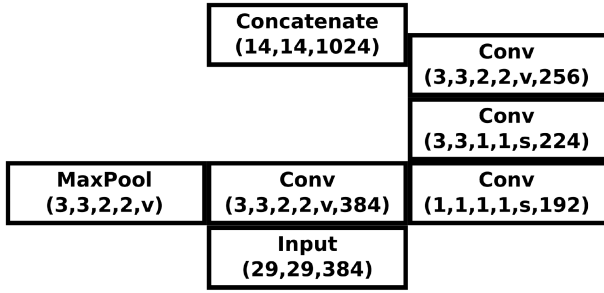 Concatenate
(14,14,1024)
Conv
(3,3,2,2,v,256)
Conv
(3,3,1,1,s,224)
MaxPool
(3,3,2,2,v)
Conv
(3,3,2,2,v,384)
Conv
(1,1,1,1,s,192)
Input
(29,29,384)